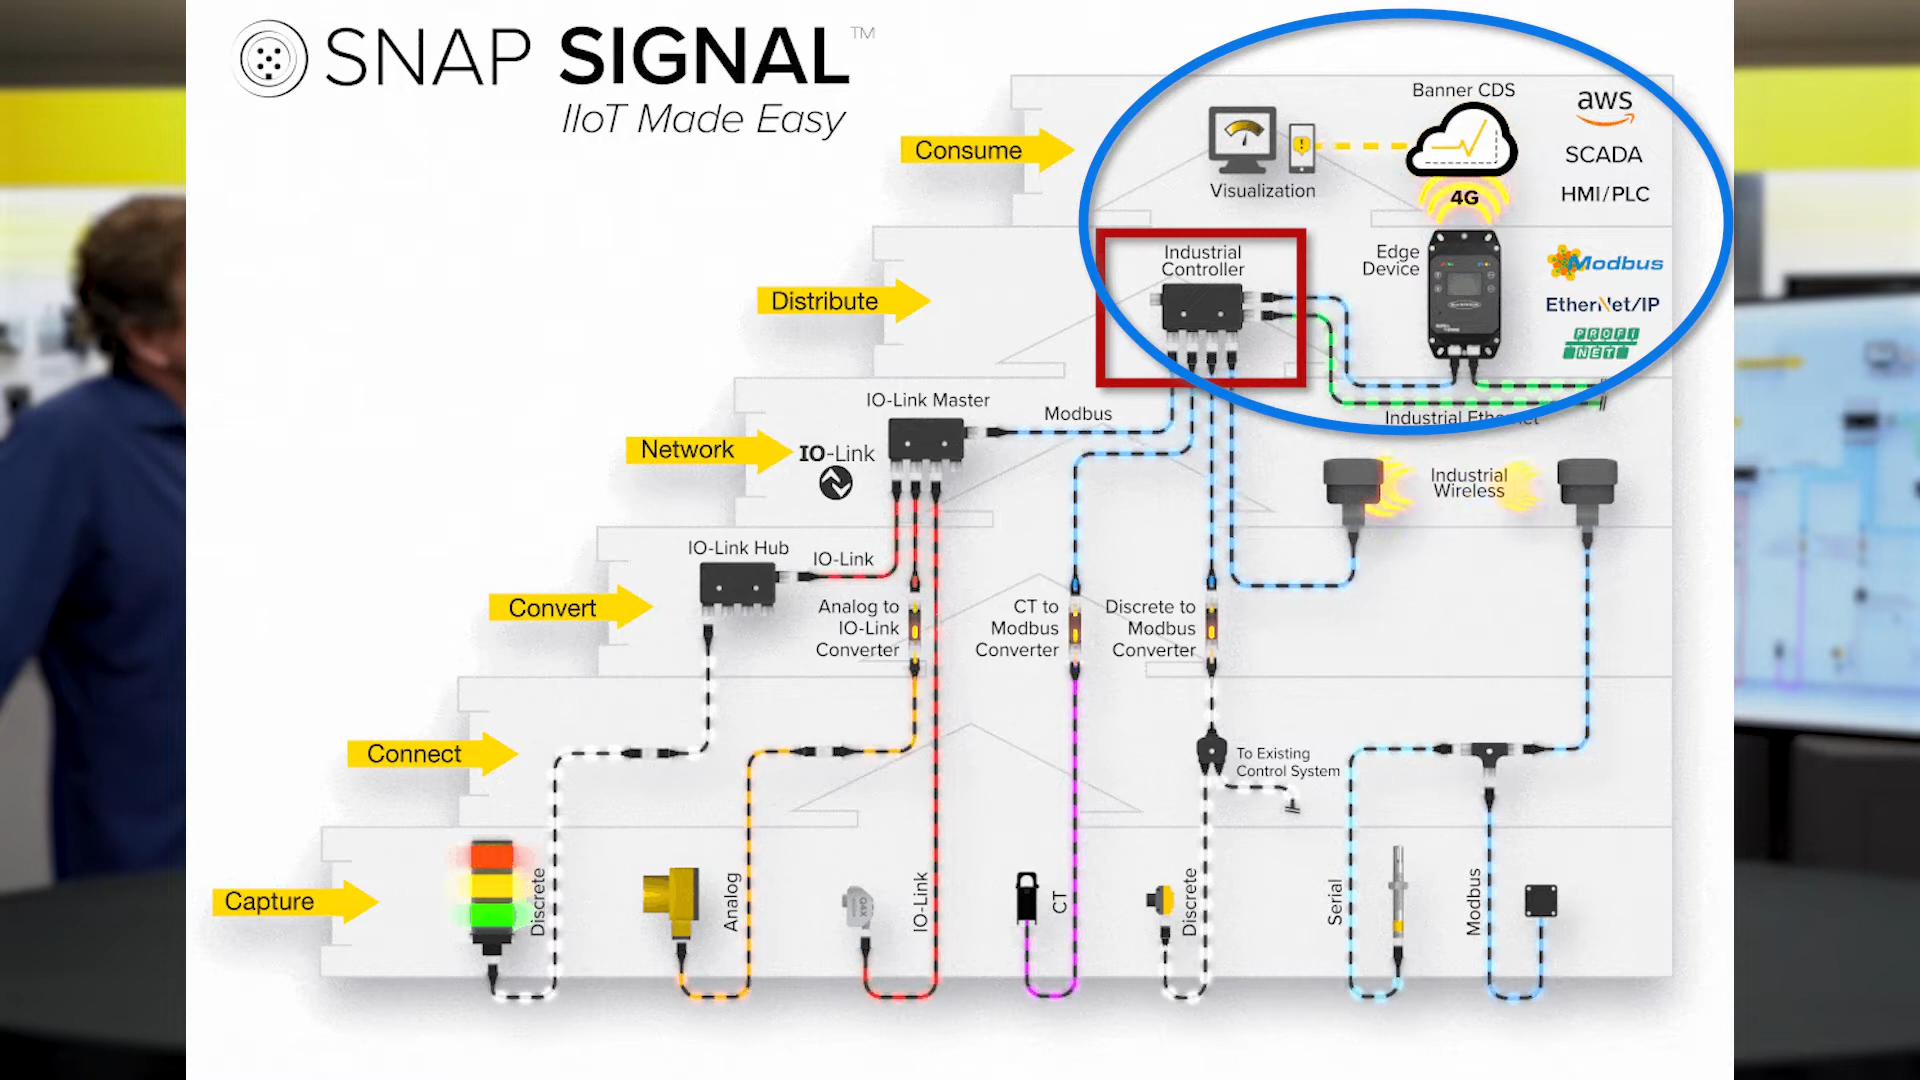 SNAP SIGNAL™
IIoT Made Easy
Consume
Visualization
Banner CDS
4G
aws
SCADA
HMI/PLC
Distribute
Industrial
Controller
Edge
Device
Modbus
EtherNet/IP
PROFI
NET
Industrial Ethernet
Network
IO-Link
IO-Link Master
Modbus
Industrial
Wireless
Convert
IO-Link Hub
IO-Link
Analog to
IO-Link
Converter
CT to
Modbus
Converter
Discrete to
Modbus
Converter
Connect
To Existing
Control System
Capture
Discrete
Analog
Q4X
IO-Link
CT
Discrete
Serial
Modbus